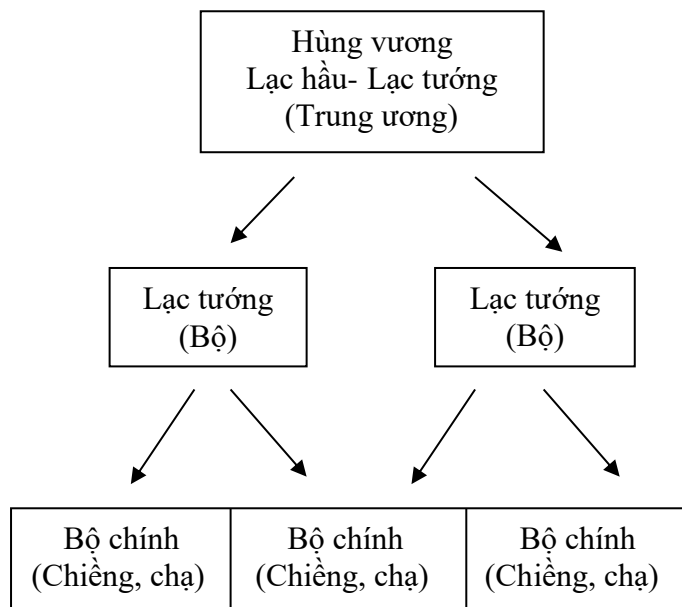 Hùng vương
Lạc hầu- Lạc tướng
(Trung ương)
Lạc tướng
(Bộ)
Lạc tướng
(Bộ)
Bộ chính
(Chiềng, chạ)
Bộ chính
(Chiềng, chạ)
Bộ chính
(Chiềng, chạ)